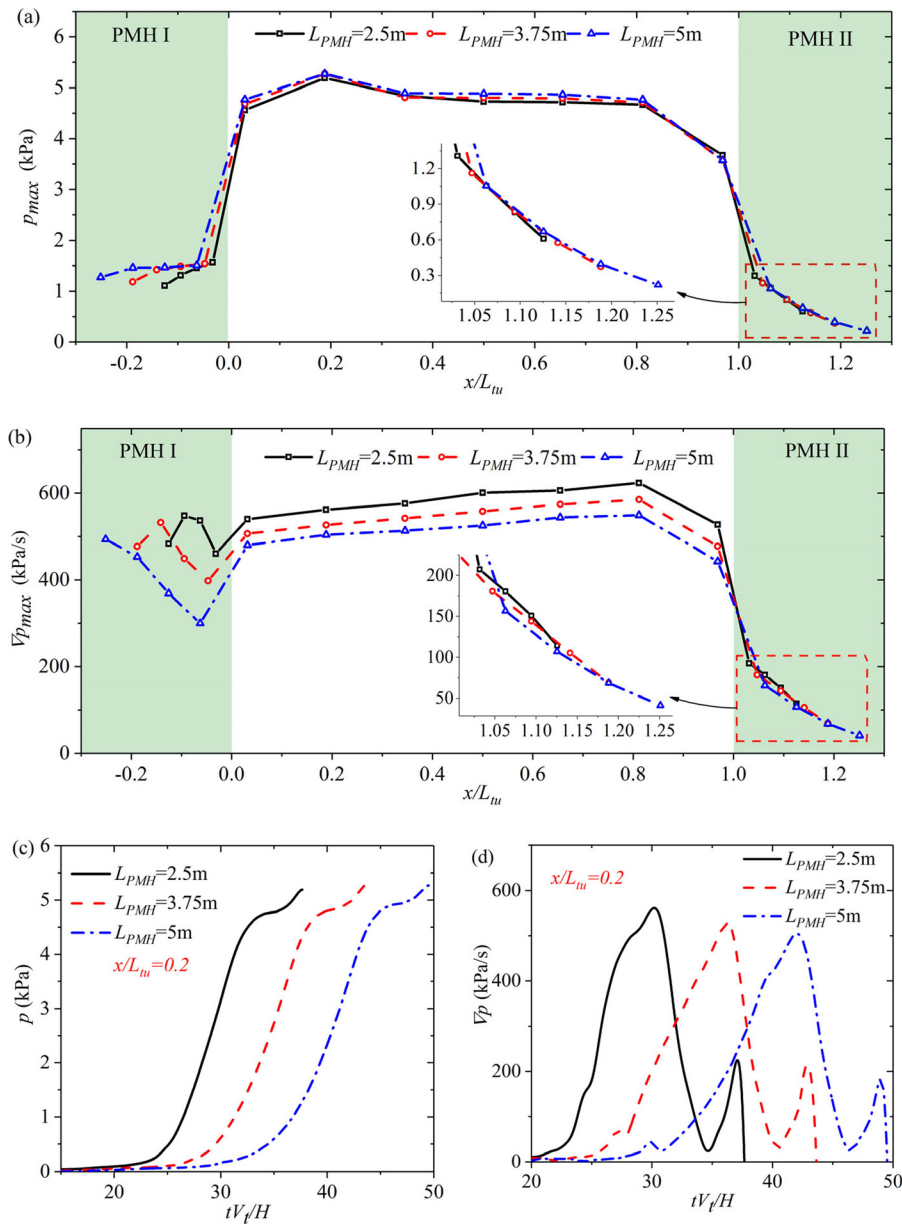 (a)
PMH I
L_PMH=2.5m L_PMH=3.75m L_PMH=5m
PMH II
6
5
4
3
2
1
0
p_max (kPa)
1.2
0.9
0.6
0.3
1.05 1.10 1.15 1.20 1.25
-0.2 0.0 0.2 0.4 0.6 0.8 1.0 1.2
x/L_tu
(b)
PMH I
L_PMH=2.5m L_PMH=3.75m L_PMH=5m
PMH II
600
400
200
0
∇p_max (kPa/s)
200
150
100
50
1.05 1.10 1.15 1.20 1.25
-0.2 0.0 0.2 0.4 0.6 0.8 1.0 1.2
x/L_tu
(c)
6
5
4
3
2
1
0
p (kPa)
L_PMH=2.5m
L_PMH=3.75m
L_PMH=5m
x/L_tu=0.2
20 30 40 50
tV_t/H
(d)
600
400
200
0
∇p (kPa/s)
x/L_tu=0.2
L_PMH=2.5m
L_PMH=3.75m
L_PMH=5m
20 30 40 50
tV_t/H